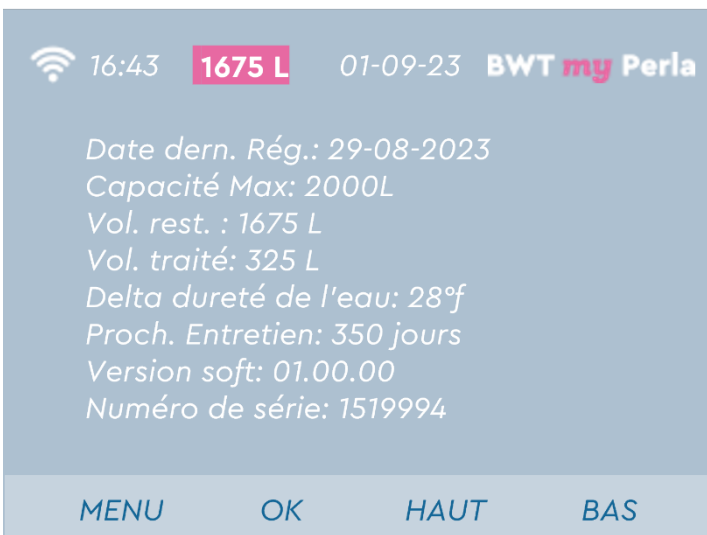 16:43 1675 L 01-09-23 BWT my Perla
Date dern. Rég.: 29-08-2023
Capacité Max: 2000L
Vol. rest. : 1675 L
Vol. traité: 325 L
Delta dureté de l'eau: 28°f
Proch. Entretien: 350 jours
Version soft: 01.00.00
Numéro de série: 1519994
MENU OK HAUT BAS